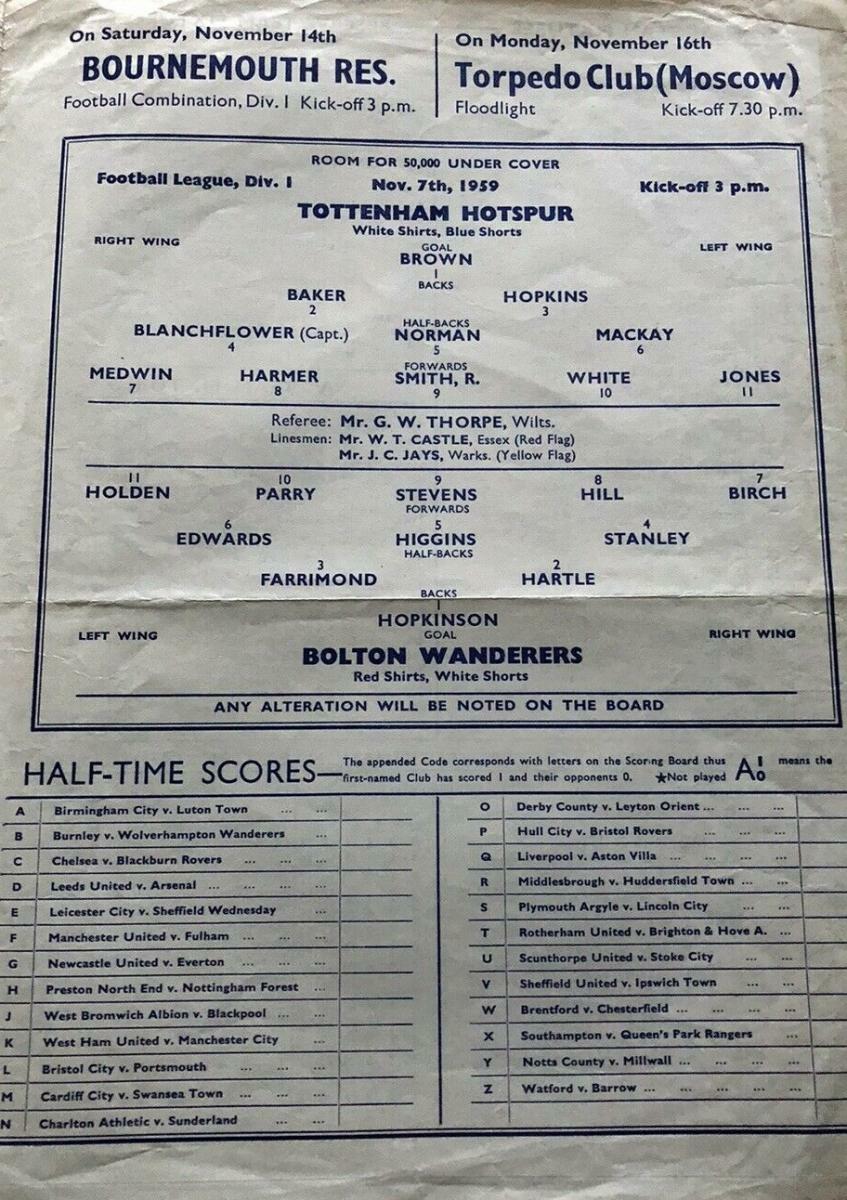 On Saturday, November 14th
BOURNEMOUTH RES.
Football Combination, Div. I Kick-off 3 p.m.
On Monday, November 16th
Torpedo Club (Moscow)
Floodlight Kick-off 7.30 p.m.
ROOM FOR 50,000 UNDER COVER
Football League, Div. I Nov. 7th, 1959 Kick-off 3 p.m.
TOTTENHAM HOTSPUR
White Shirts, Blue Shorts
RIGHT WING GOAL LEFT WING
BROWN
1
BACKS
BAKER HOPKINS
2 3
HALF-BACKS
BLANCHFLOWER (Capt.) NORMAN MACKAY
4 5 6
FORWARDS
MEDWIN HARMER SMITH, R. WHITE JONES
7 8 9 10 11
Referee: Mr. G. W. THORPE, Wilts.
Linesmen: Mr. W. T. CASTLE, Essex (Red Flag)
Mr. J. C. JAYS, Warks. (Yellow Flag)
11 10 9 8 7
HOLDEN PARRY STEVENS HILL BIRCH
FORWARDS
6 5 4
EDWARDS HIGGINS STANLEY
HALF-BACKS
3 2
FARRIMOND HARTLE
BACKS
1
HOPKINSON
LEFT WING GOAL RIGHT WING
BOLTON WANDERERS
Red Shirts, White Shorts
ANY ALTERATION WILL BE NOTED ON THE BOARD
HALF-TIME SCORES—The appended Code corresponds with letters on the Scoring Board thus A 1 0 means the
first-named Club has scored 1 and their opponents 0. ★Not played
A Birmingham City v. Luton Town ... ...
B Burnley v. Wolverhampton Wanderers ...
C Chelsea v. Blackburn Rovers ... ... ...
D Leeds United v. Arsenal ... ... ... ...
E Leicester City v. Sheffield Wednesday ...
F Manchester United v. Fulham ... ... ...
G Newcastle United v. Everton ... ... ...
H Preston North End v. Nottingham Forest ...
J West Bromwich Albion v. Blackpool ... ...
K West Ham United v. Manchester City ...
L Bristol City v. Portsmouth ... ... ...
M Cardiff City v. Swansea Town ... ... ...
N Charlton Athletic v. Sunderland ... ...
O Derby County v. Leyton Orient ... ... ...
P Hull City v. Bristol Rovers ... ... ...
Q Liverpool v. Aston Villa ... ... ... ...
R Middlesbrough v. Huddersfield Town ... ...
S Plymouth Argyle v. Lincoln City ... ...
T Rotherham United v. Brighton & Hove A. ...
U Scunthorpe United v. Stoke City ... ...
V Sheffield United v. Ipswich Town ... ...
W Brentford v. Chesterfield ... ... ... ...
X Southampton v. Queen's Park Rangers ...
Y Notts County v. Millwall ... ... ... ...
Z Watford v. Barrow ... ... ... ... ...